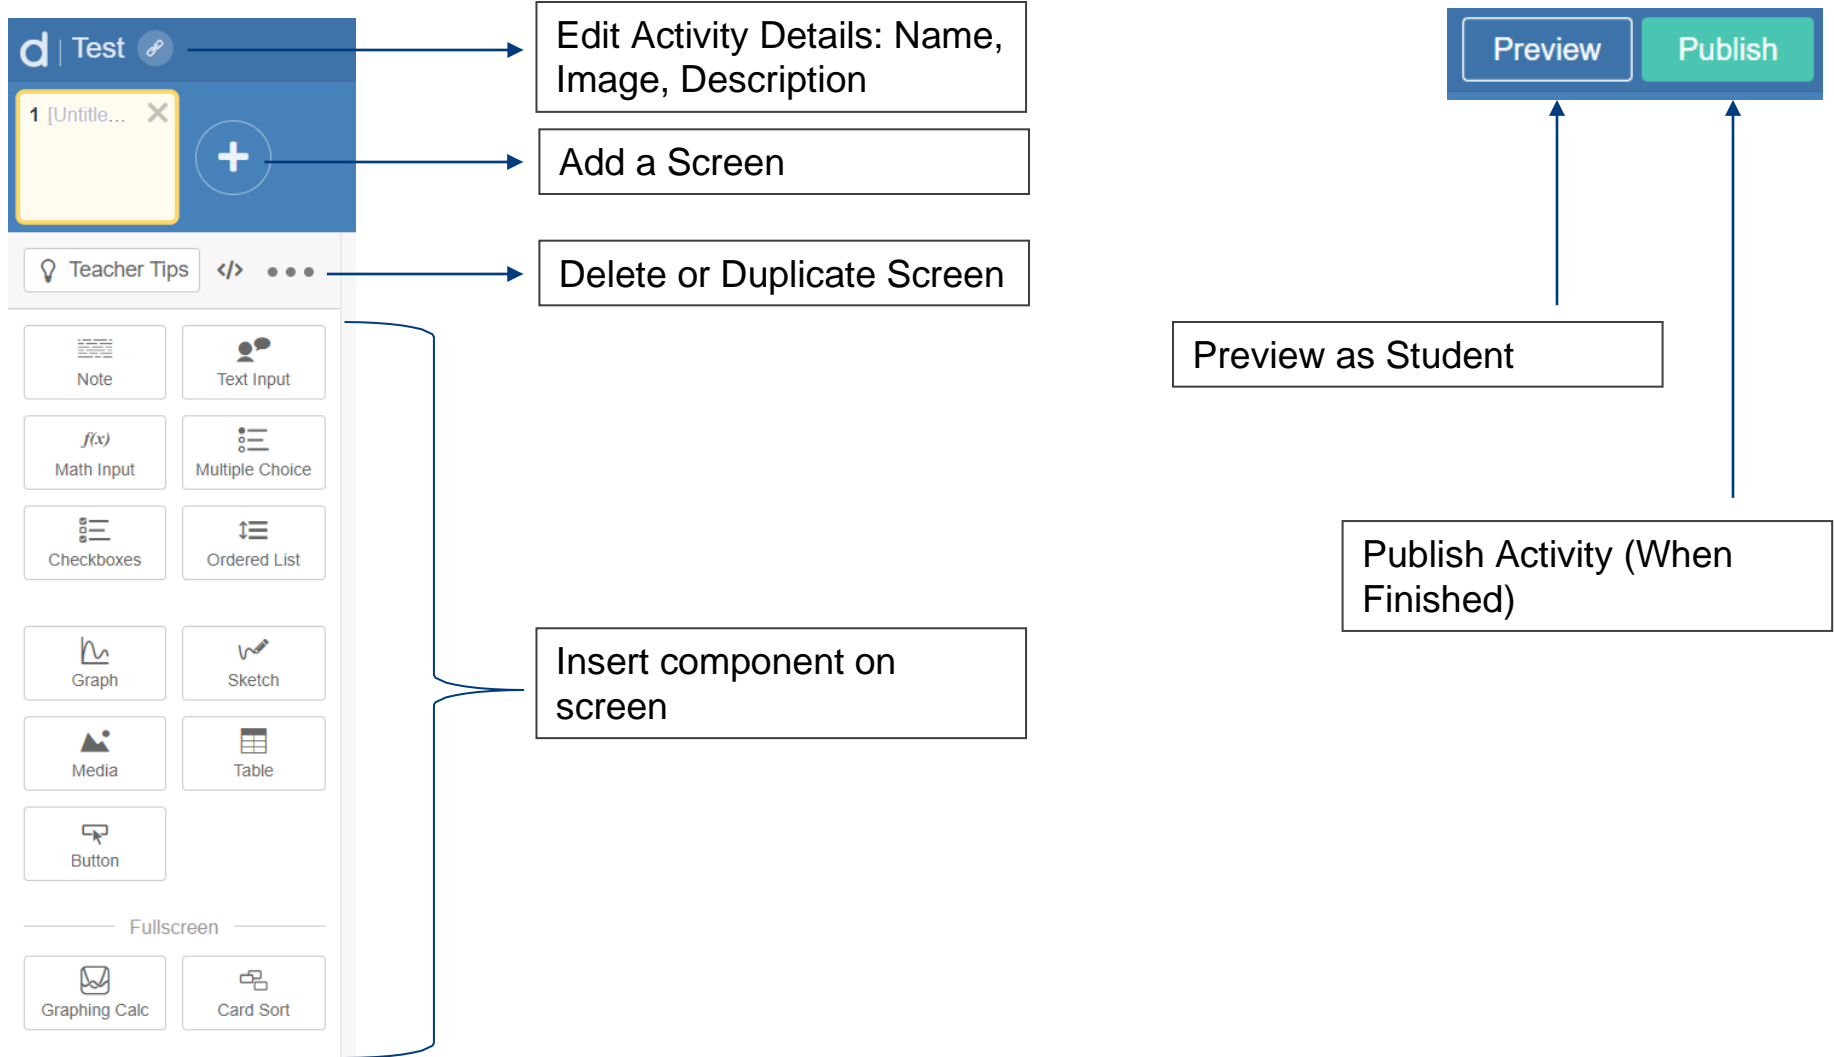 d | Test
1 [Untitle...
Teacher Tips </>
Note
Text Input
f(x)
Math Input
Multiple Choice
Checkboxes
Ordered List
Graph
Sketch
Media
Table
Button
Fullscreen
Graphing Calc
Card Sort
Edit Activity Details: Name,
Image, Description
Add a Screen
Delete or Duplicate Screen
Insert component on
screen
Preview
Publish
Preview as Student
Publish Activity (When
Finished)